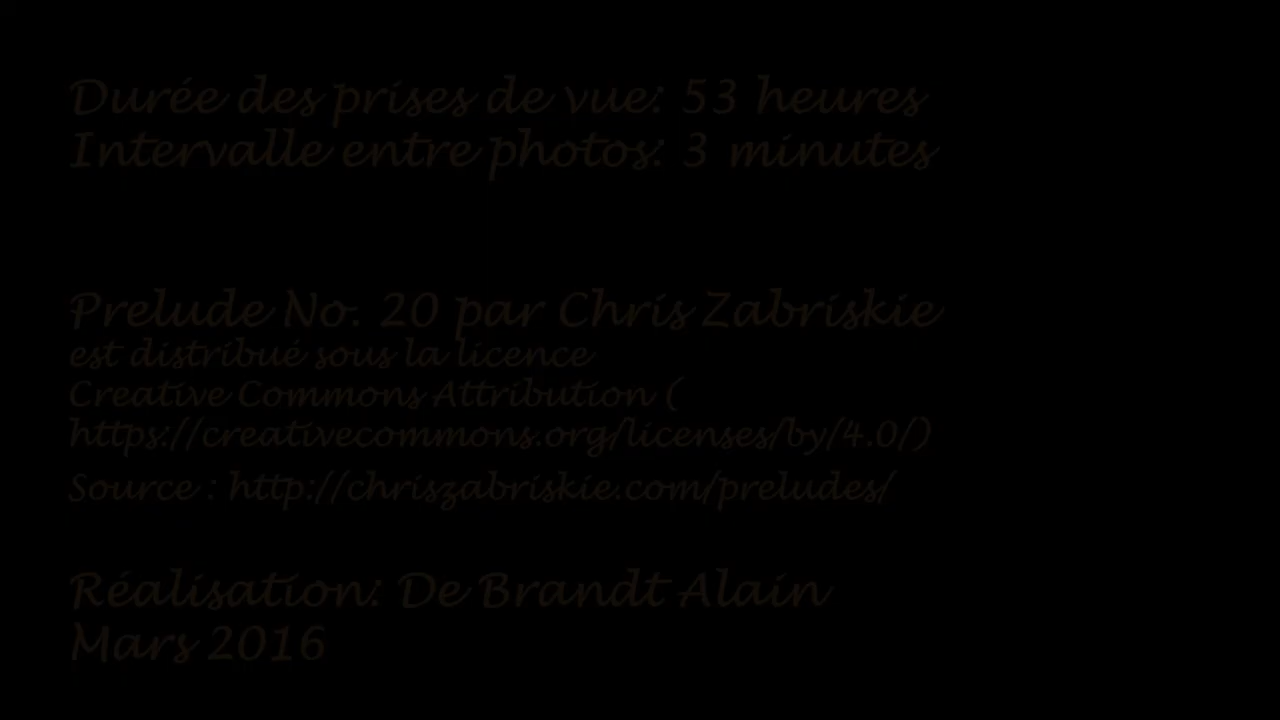 Durée des prises de vue: 53 heures
Intervalle entre photos: 3 minutes
Prelude No. 20 par Chris Zabriskie
est distribué sous la licence
Creative Commons Attribution (
https://creativecommons.org/licenses/by/4.0/)
Source : http://chriszabriskie.com/preludes/
Réalisation: De Brandt Alain
Mars 2016